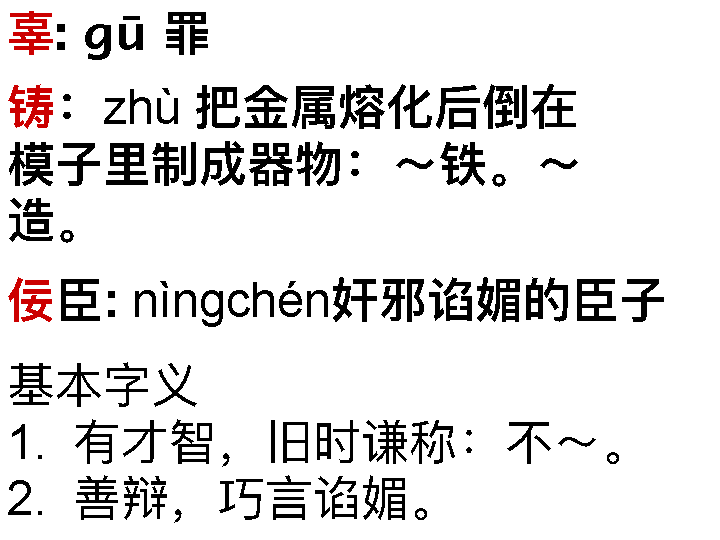 辜: gū 罪
铸：zhù 把金属熔化后倒在
模子里制成器物：～铁。～
造。
佞臣: nìngchén奸邪谄媚的臣子
基本字义
1. 有才智，旧时谦称：不～。
2. 善辩，巧言谄媚。